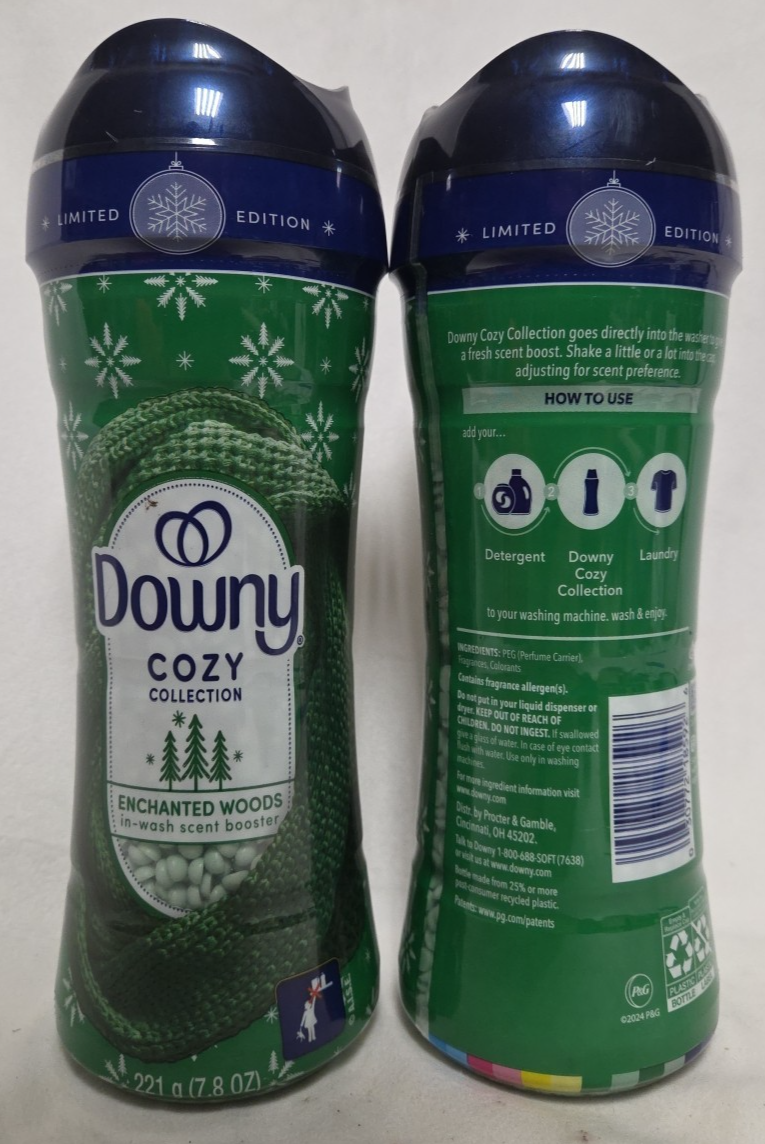 LIMITED EDITION
Downy
COZY
COLLECTION
ENCHANTED WOODS
in-wash scent booster
221 g (7.8 OZ)
LIMITED EDITION
Downy Cozy Collection goes directly into the washer to
a fresh scent boost. Shake a little or a lot into the
adjusting for scent preference.
HOW TO USE
add your...
1 2 3
Detergent Downy Cozy Collection Laundry
to your washing machine. wash & enjoy.
INGREDIENTS: PEG (Perfume Carrier),
Fragrances, Colorants
Contains fragrance allergen(s).
Do not put in your liquid dispenser or
dryer. KEEP OUT OF REACH OF
CHILDREN. DO NOT INGEST. If swallowed
give a glass of water. In case of eye contact
flush with water. Use only in washing
machines.
For more ingredient information visit
www.downy.com
Distr. by Procter & Gamble,
Cincinnati, OH 45202.
Talk to Downy 1-800-688-SOFT (7638)
or visit us at www.downy.com
Bottle made from 25% or more
post-consumer recycled plastic.
Patents: www.pg.com/patents
P&G
©2024 P&G
PLASTIC
BOTTLE